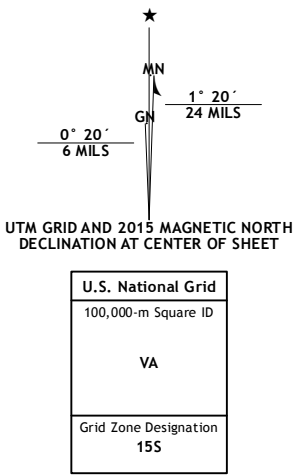 ★
MN
1° 20´
24 MILS
GN
0° 20´
6 MILS
UTM GRID AND 2015 MAGNETIC NORTH
DECLINATION AT CENTER OF SHEET
U.S. National Grid
100,000-m Square ID
VA
Grid Zone Designation
15S